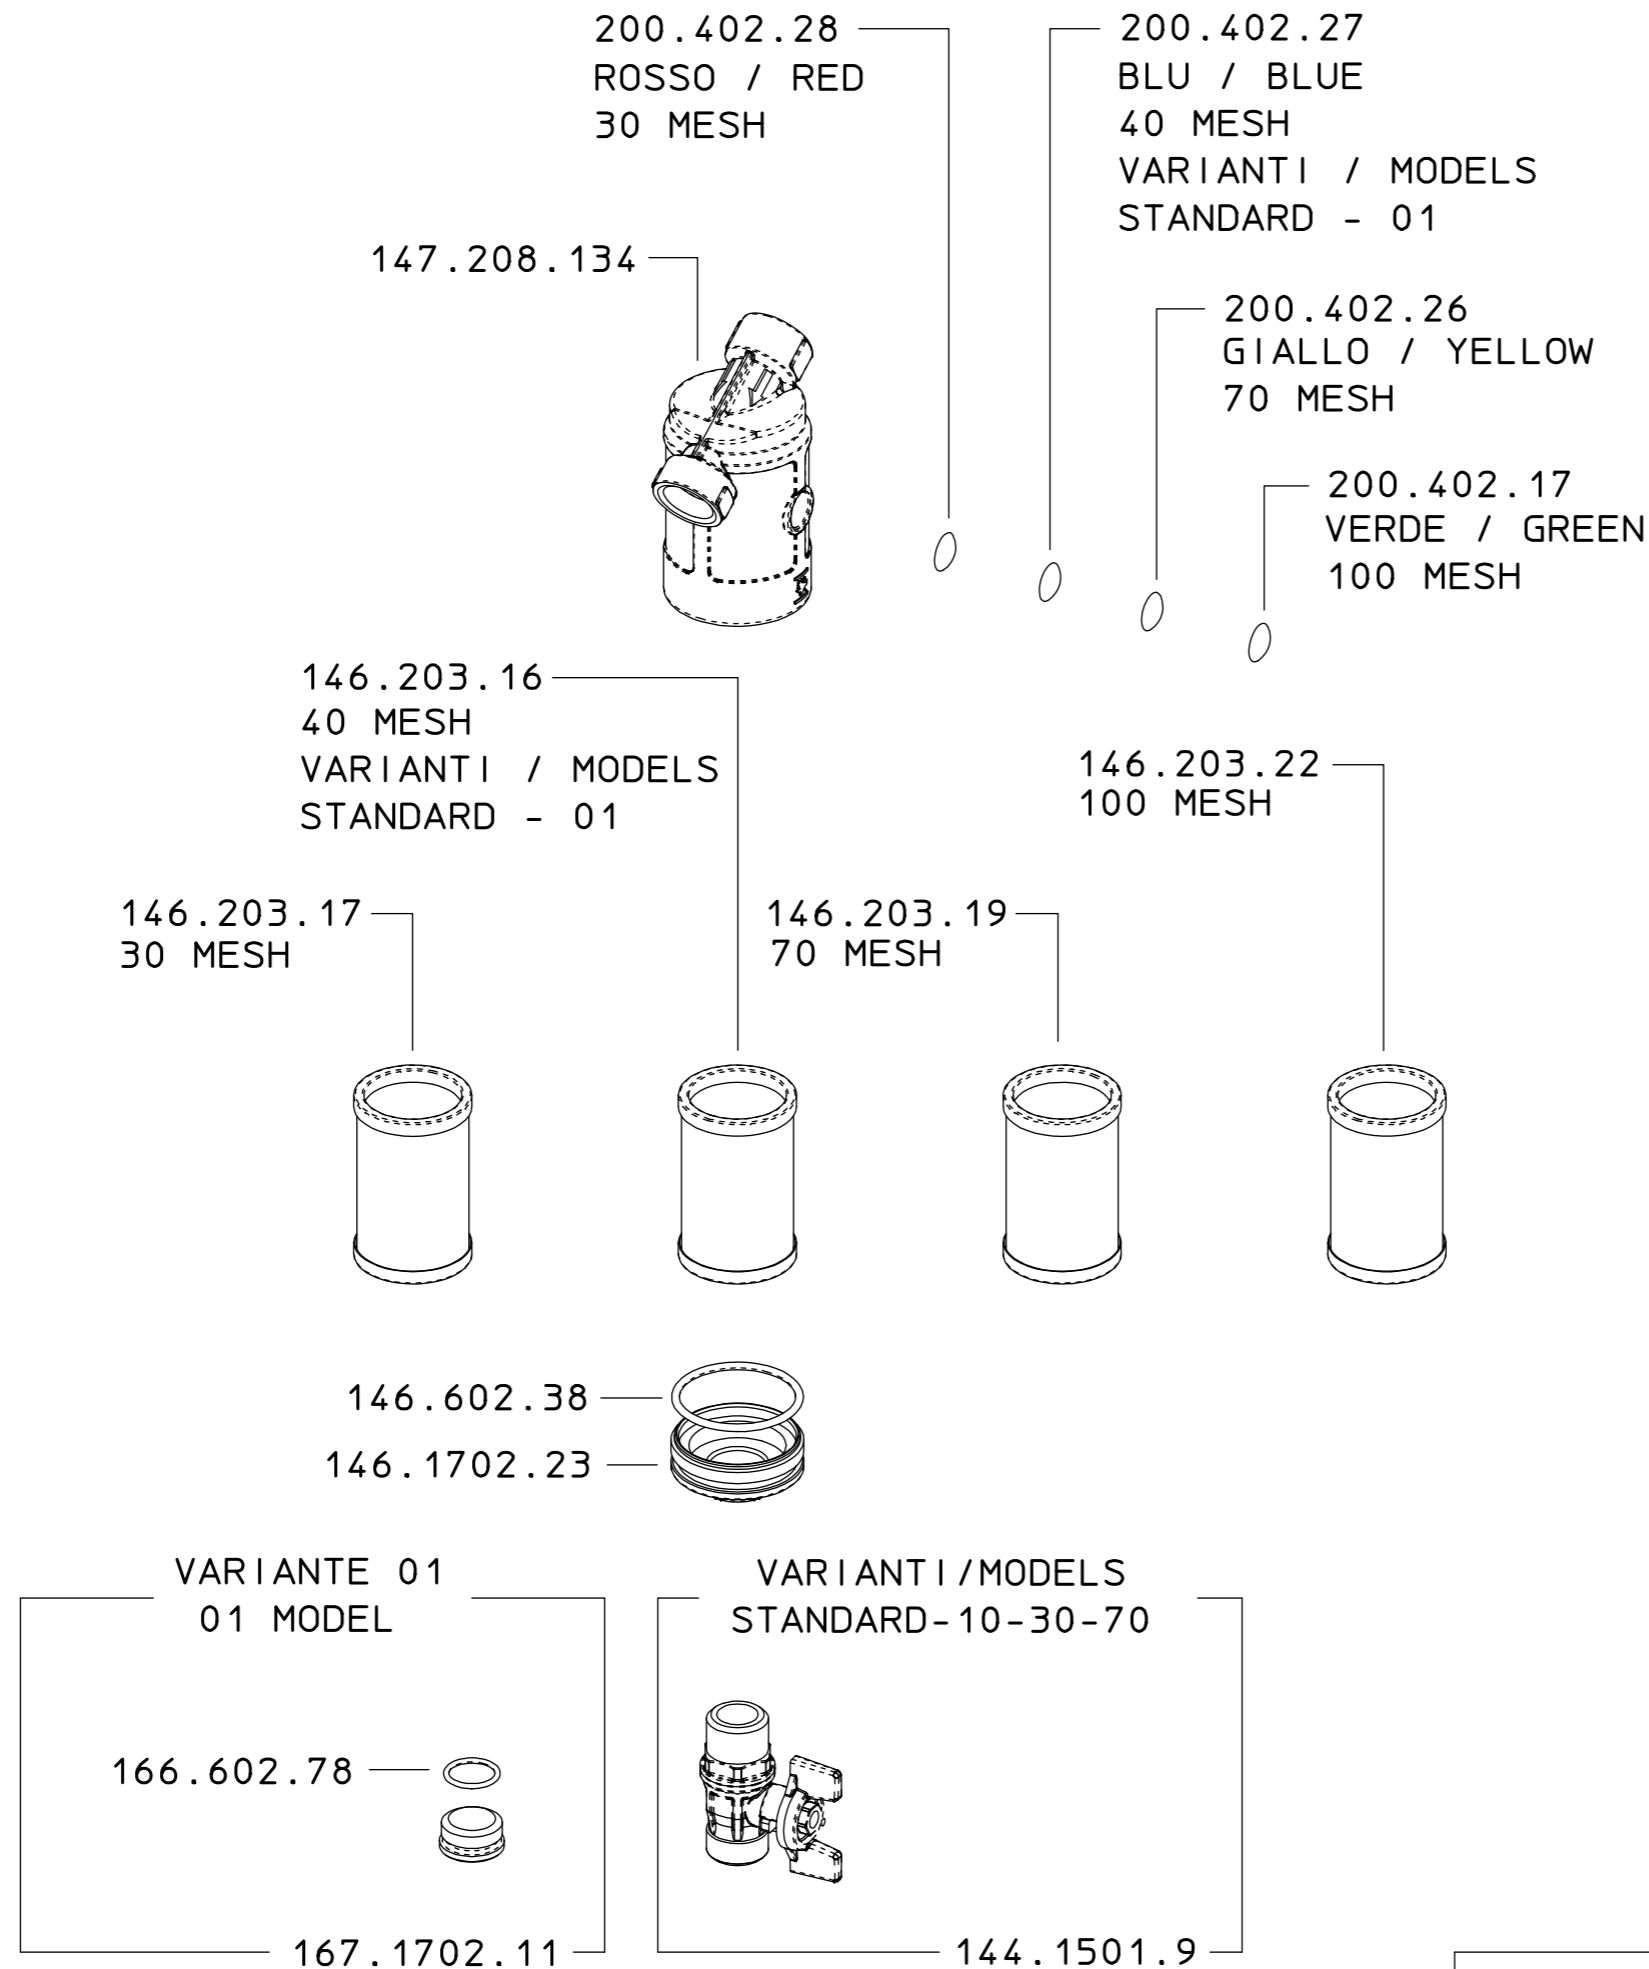 200.402.28
ROSSO / RED
30 MESH
200.402.27
BLU / BLUE
40 MESH
VARIANTI / MODELS
STANDARD - 01
147.208.134
200.402.26
GIALLO / YELLOW
70 MESH
200.402.17
VERDE / GREEN
100 MESH
146.203.16
40 MESH
VARIANTI / MODELS
STANDARD - 01
146.203.22
100 MESH
146.203.17
30 MESH
146.203.19
70 MESH
146.602.38
146.1702.23
VARIANTE 01
01 MODEL
VARIANTI/MODELS
STANDARD-10-30-70
166.602.78
167.1702.11
144.1501.9